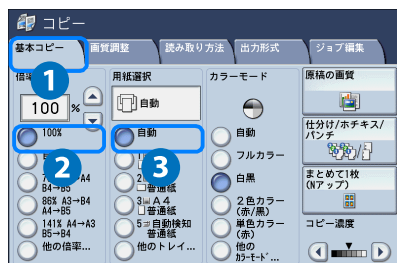 コピー
基本コピー
画質調整
読み取り方法
出力形式
ジョブ編集
1
100 %
100%
2
A4
B4→B5
86% A3→B4
A4→B5
141% A4→A3
B5→B4
他の倍率...
用紙選択
自動
自動
3
普通紙
3 A4
普通紙
5 自動検知
普通紙
他のトレイ...
カラーモード
自動
フルカラー
白黒
2色カラー
(赤/黒)
単色カラー
(赤)
他の
カラーモード...
原稿の画質
仕分け/ホチキス/
パンチ
まとめて1枚
(Nアップ)
コピー濃度